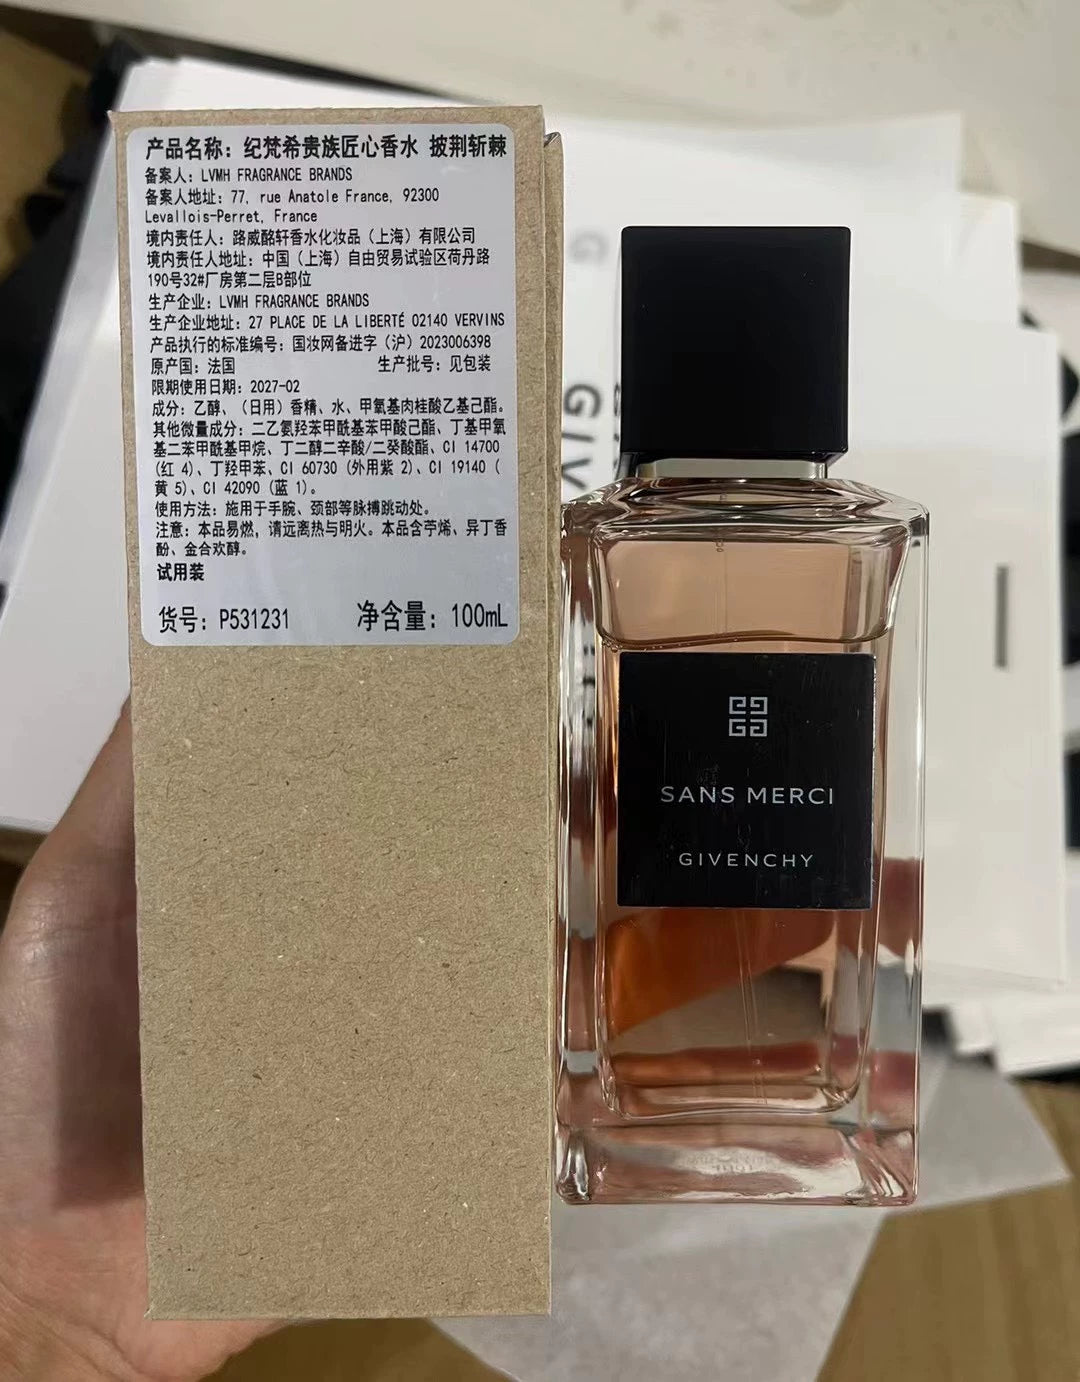 产品名称：纪梵希贵族匠心香水 披荆斩棘
备案人：LVMH FRAGRANCE BRANDS
备案人地址：77, rue Anatole France, 92300
Levallois-Perret, France
境内责任人：路威酩轩香水化妆品（上海）有限公司
境内责任人地址：中国（上海）自由贸易试验区荷丹路
190号32#厂房第二层B部位
生产企业：LVMH FRAGRANCE BRANDS
生产企业地址：27 PLACE DE LA LIBERTÉ 02140 VERVINS
产品执行的标准编号：国妆网备进字（沪）2023006398
原产国：法国 生产批号：见包装
限期使用日期：2027-02
成分：乙醇、（日用）香精、水、甲氧基肉桂酸乙基己酯。
其他微量成分：二乙氨羟苯甲酰基苯甲酸己酯、丁基甲氧
基二苯甲酰基甲烷、丁二醇二辛酸/二癸酸酯、CI 14700
(红 4)、丁羟甲苯、CI 60730 (外用紫 2)、CI 19140 (
黄 5)、CI 42090 (蓝 1)。
使用方法：施用于手腕、颈部等脉搏跳动处。
注意：本品易燃，请远离热与明火。本品含苧烯、异丁香
酚、金合欢醇。
试用装
货号：P531231 净含量：100mL
SANS MERCI
GIVENCHY
GIV